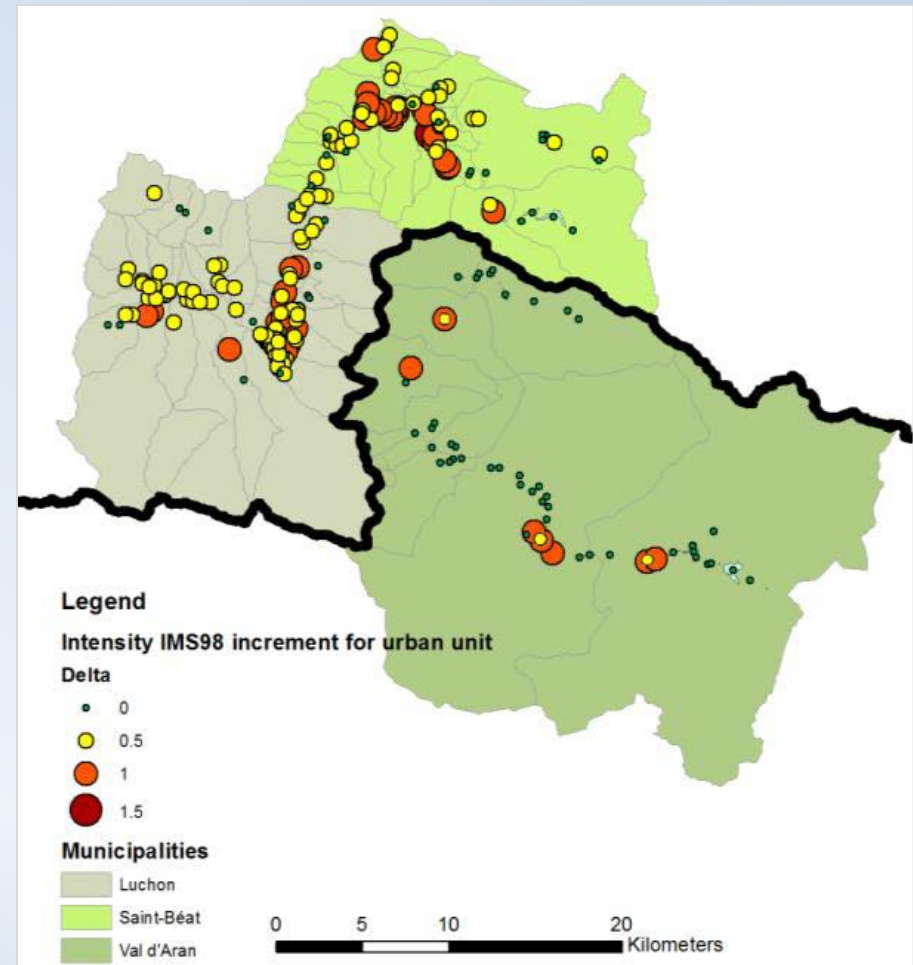 Legend
Intensity IMS98 increment for urban unit
Delta
0
0.5
1
1.5
Municipalities
Luchon
Saint-Béat
Val d'Aran
0 5 10 20
Kilometers